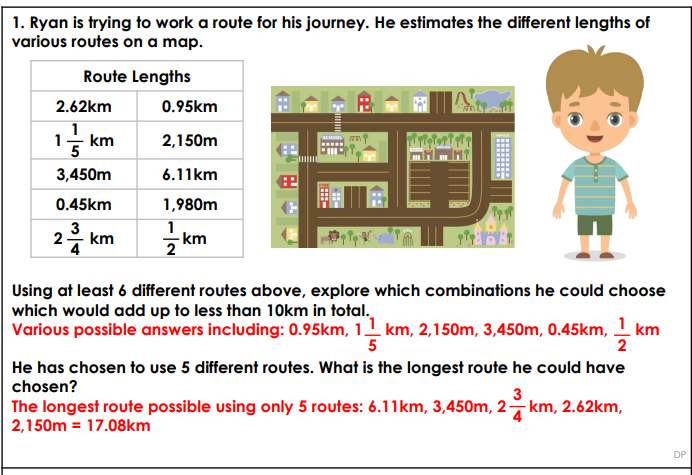 1. Ryan is trying to work a route for his journey. He estimates the different lengths of
various routes on a map.
Route Lengths
2.62km 0.95km
1 1/5 km 2,150m
3,450m 6.11km
0.45km 1,980m
2 3/4 km 1/2 km
SCHOOL
Using at least 6 different routes above, explore which combinations he could choose
which would add up to less than 10km in total.
Various possible answers including: 0.95km, 1 1/5 km, 2,150m, 3,450m, 0.45km, 1/2 km
He has chosen to use 5 different routes. What is the longest route he could have
chosen?
The longest route possible using only 5 routes: 6.11km, 3,450m, 2 3/4 km, 2.62km,
2,150m = 17.08km
DP